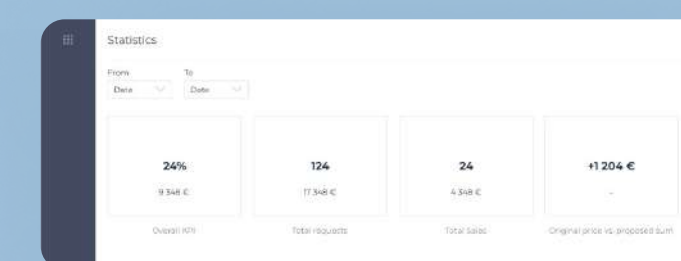 Statistics
From To
Date Date
24% 124 24 +1 204 €
9 348 € 17 348 € 4 348 € -
Overall KPI Total requests Total Sales Original price vs. proposed sum